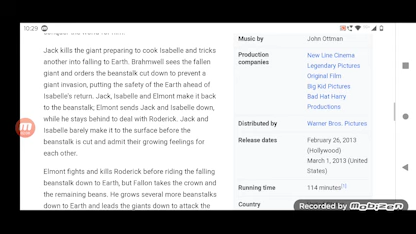 10:29
Jack kills the giant preparing to cook Isabelle and tricks
another into falling to Earth. Brahmwell sees the fallen
giant and orders the beanstalk cut down to prevent a
giant invasion, putting the safety of the Earth ahead of
Isabelle's return. Jack, Isabelle and Elmont make it back
to the beanstalk; Elmont sends Jack and Isabelle down,
while he stays behind to deal with Roderick. Jack and
Isabelle barely make it to the surface before the
beanstalk is cut and admit their growing feelings for
each other.
Elmont fights and kills Roderick before riding the falling
beanstalk down to Earth, but Fallon takes the crown and
the remaining beans. He grows several more beanstalks
down to Earth and leads the giants down to attack the
Music by John Ottman
Production New Line Cinema
companies Legendary Pictures
Original Film
Big Kid Pictures
Bad Hat Harry
Productions
Distributed by Warner Bros. Pictures
Release dates February 26, 2013
(Hollywood)
March 1, 2013 (United
States)
Running time 114 minutes[1]
Country
Recorded by mobizen